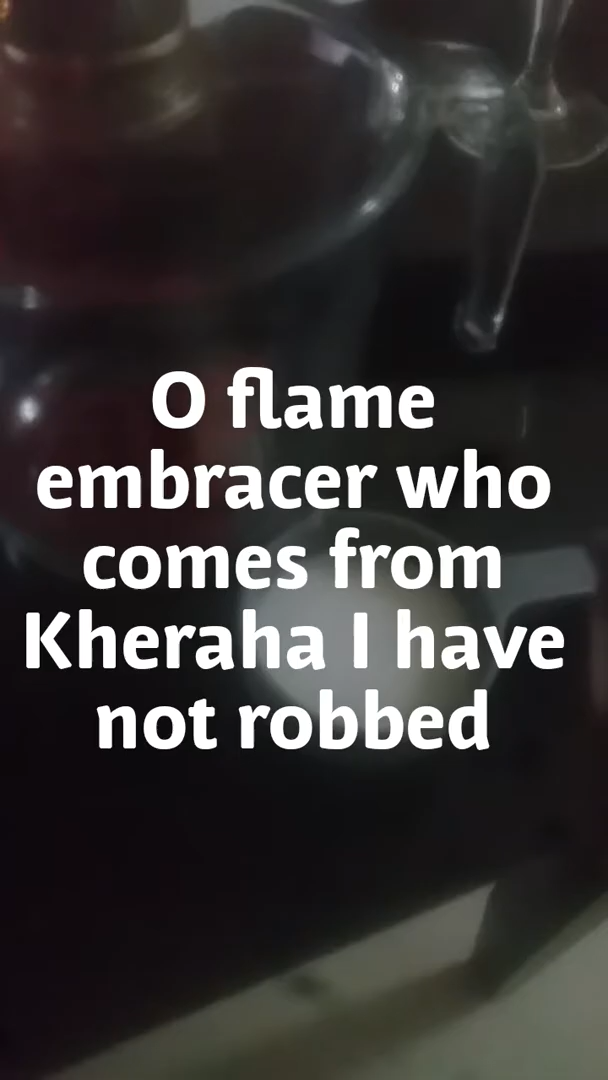 O flame
embracer who
comes from
Kheraha I have
not robbed